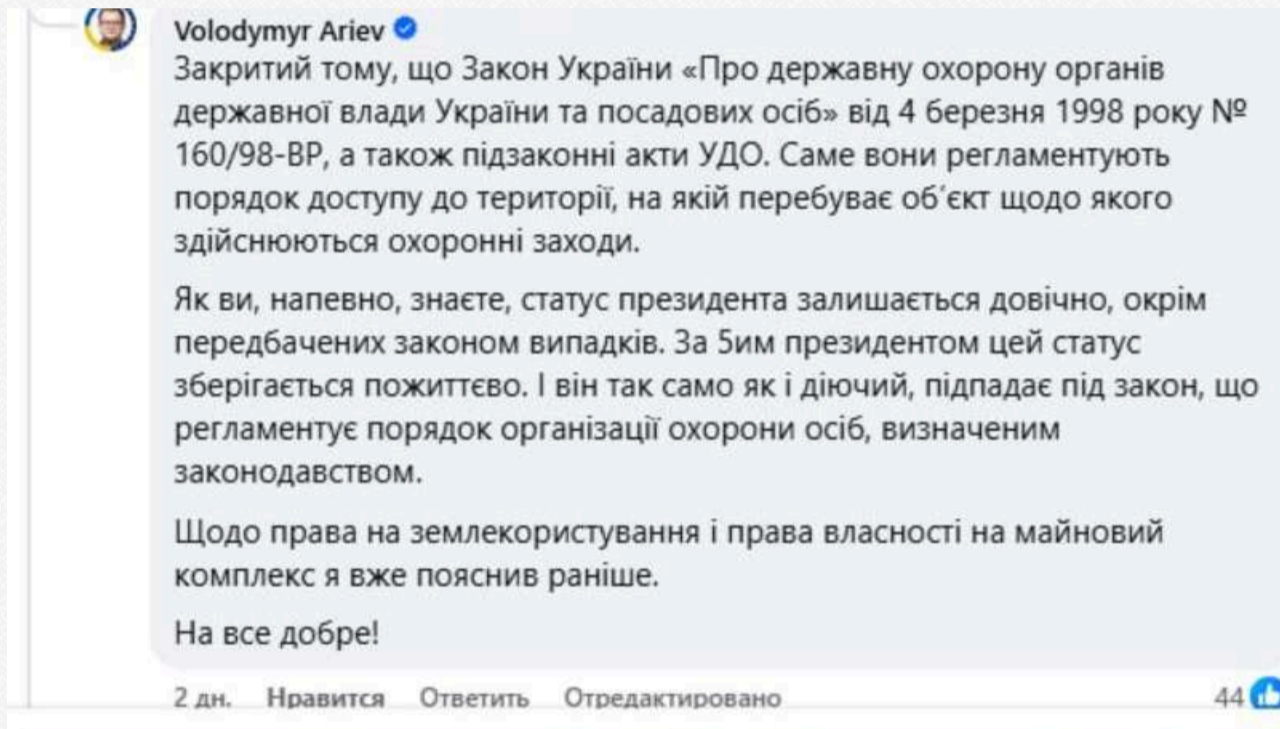 Volodymyr Ariev
Закритий тому, що Закон України «Про державну охорону органів
державної влади України та посадових осіб» від 4 березня 1998 року №
160/98-ВР, а також підзаконні акти УДО. Саме вони регламентують
порядок доступу до території, на якій перебуває об‘єкт щодо якого
здійснюються охоронні заходи.
Як ви, напевно, знаєте, статус президента залишається довічно, окрім
передбачених законом випадків. За 5им президентом цей статус
зберігається пожиттєво. І він так само як і діючий, підпадає під закон, що
регламентує порядок організації охорони осіб, визначеним
законодавством.
Щодо права на землекористування і права власності на майновий
комплекс я вже пояснив раніше.
На все добре!
2 дн. Нравится Ответить Отредактировано 44